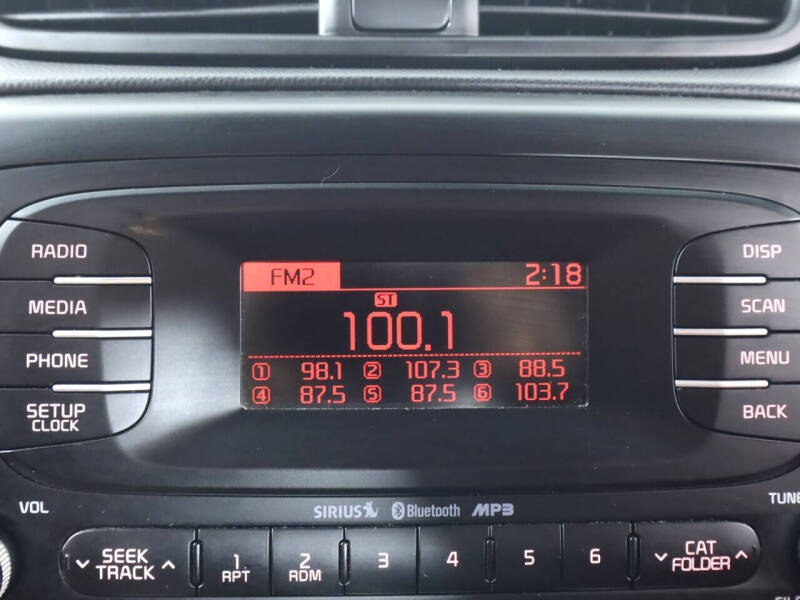 RADIO
MEDIA
PHONE
SETUP
CLOCK
FM2 2:18
ST
100.1
1 98.1 2 107.3 3 88.5
4 87.5 5 87.5 6 103.7
DISP
SCAN
MENU
BACK
VOL
SIRIUS Bluetooth MP3
TUNE
SEEK
TRACK
1
RPT
2
RDM
3
4
5
6
CAT
FOLDER